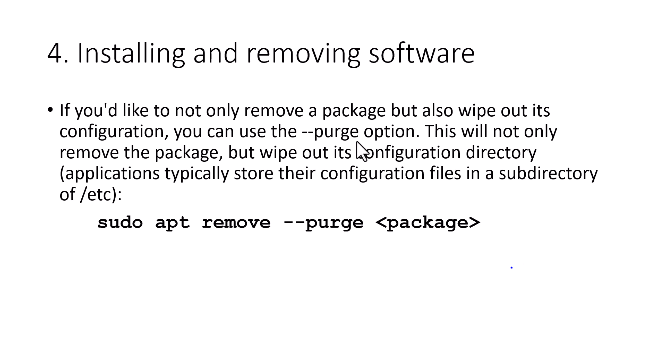 4. Installing and removing software
• If you'd like to not only remove a package but also wipe out its
configuration, you can use the --purge option. This will not only
remove the package, but wipe out its configuration directory
(applications typically store their configuration files in a subdirectory
of /etc):
sudo apt remove --purge <package>